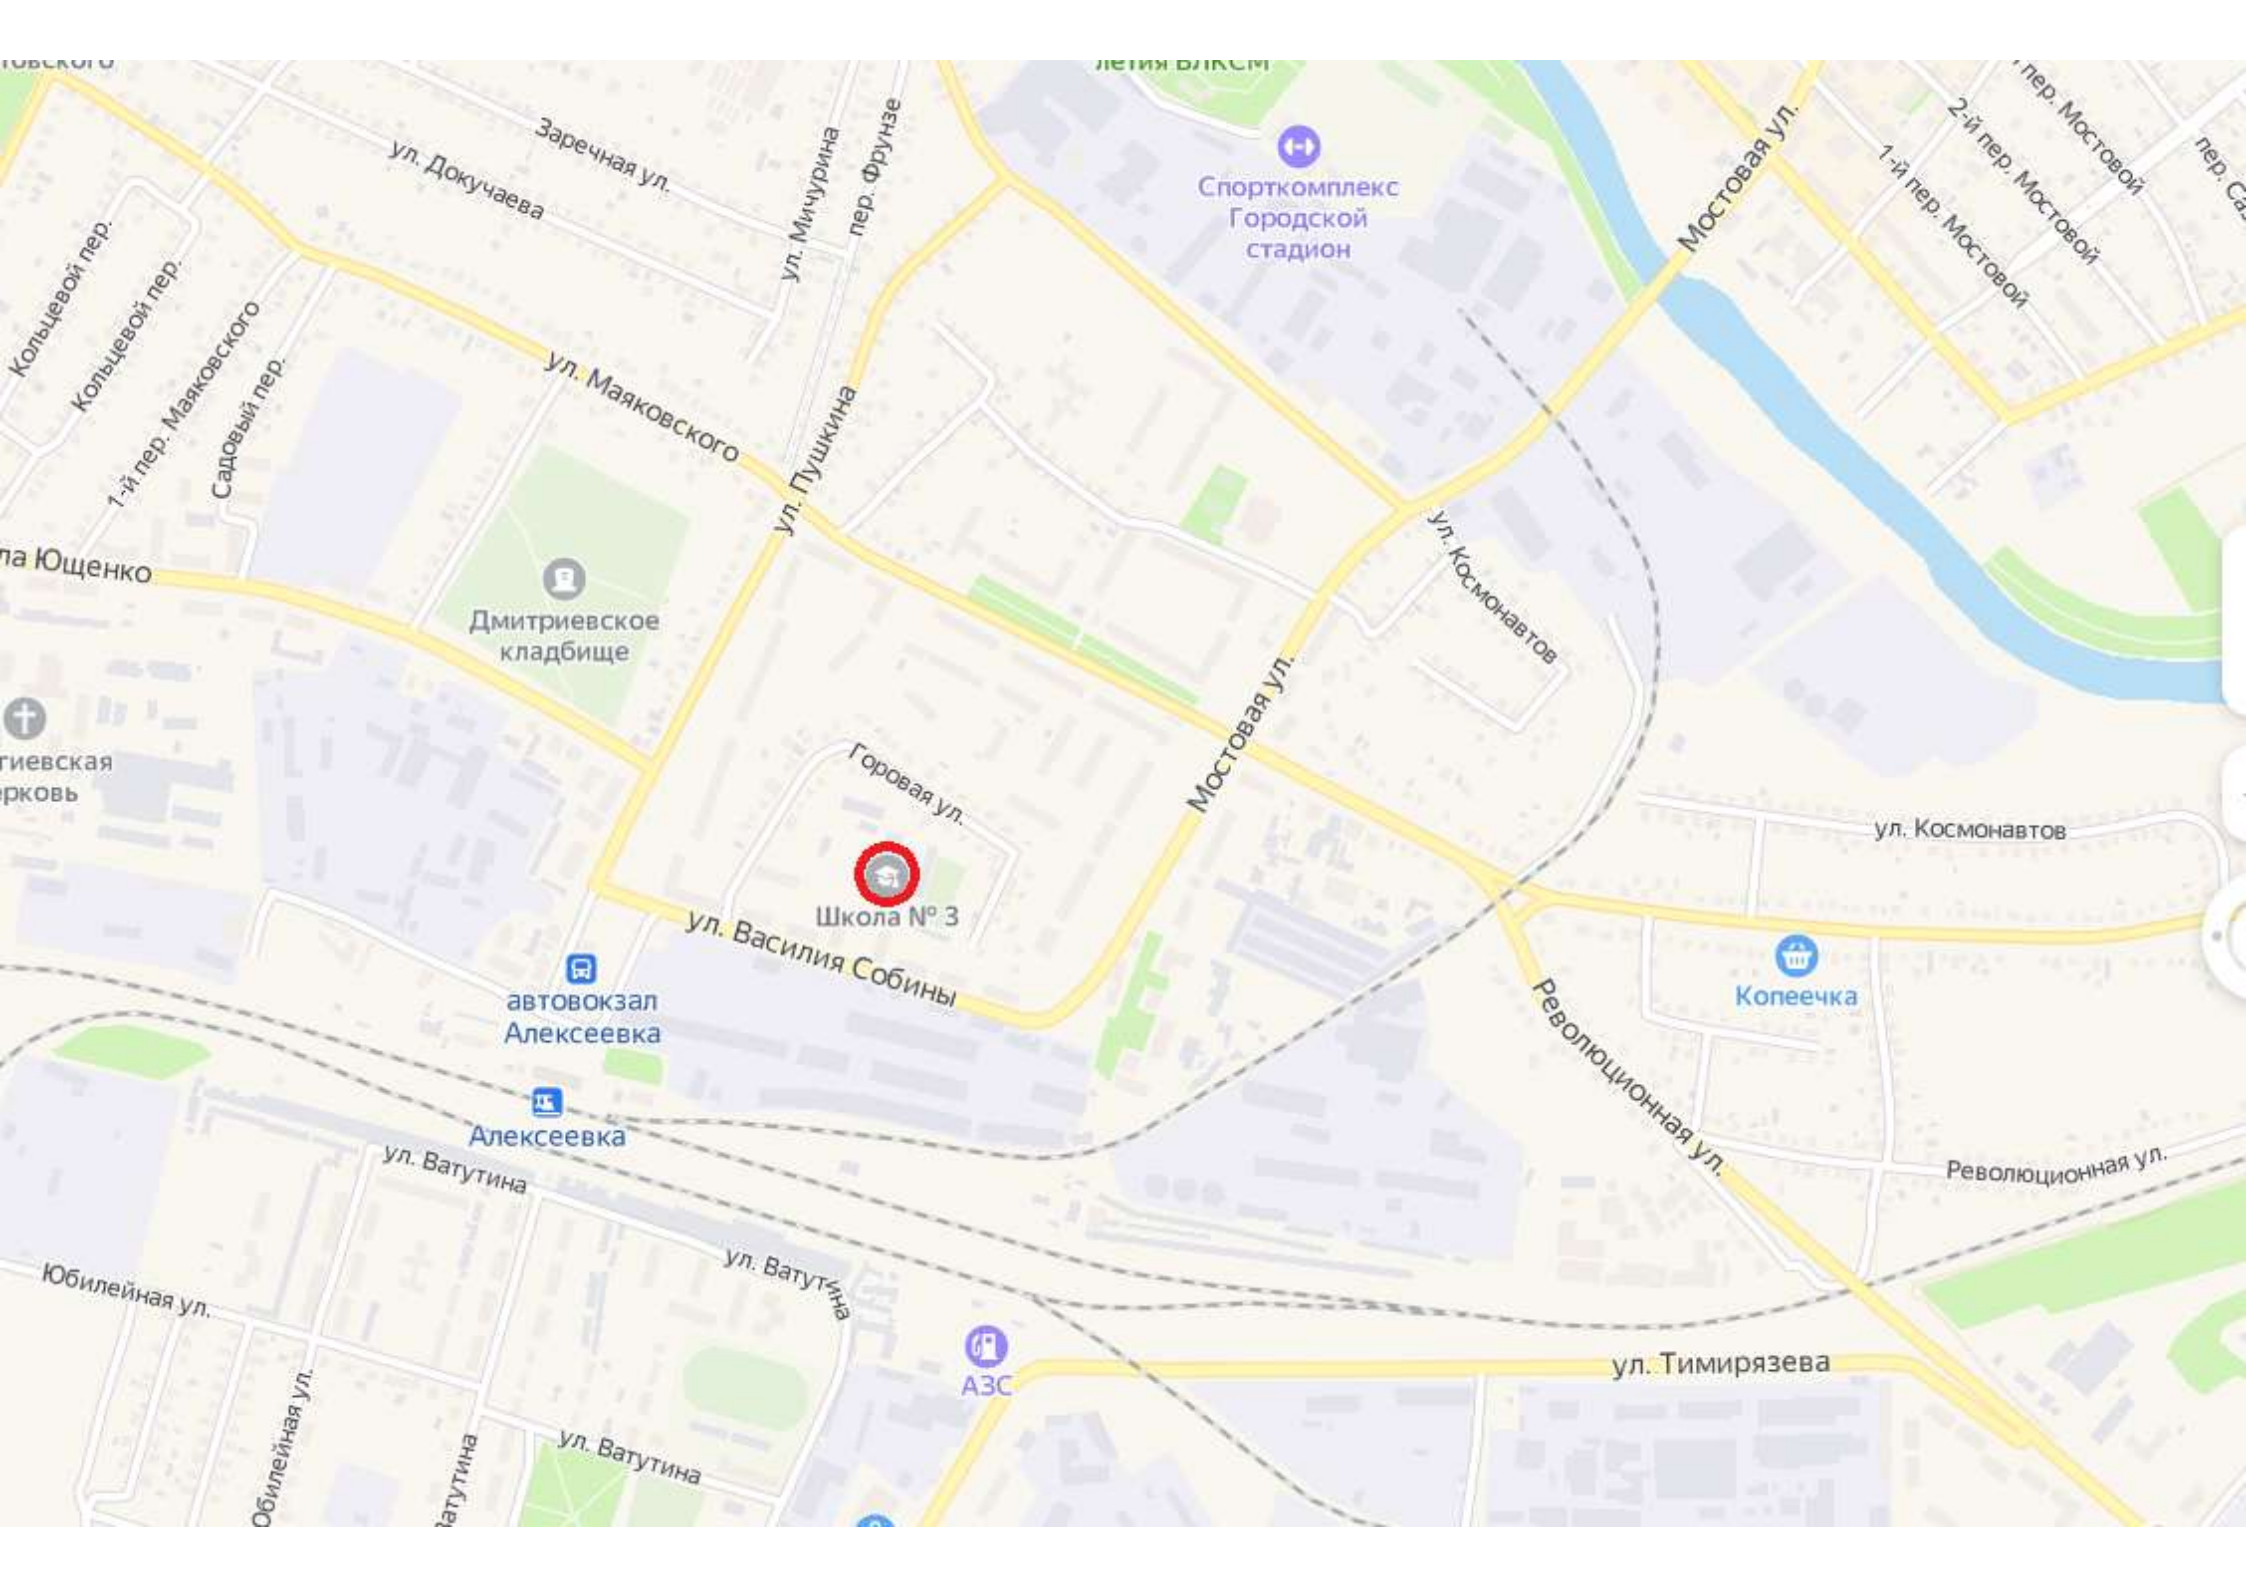 летия ВЛКСМ
Заречная ул.
ул. Докучаева
ул. Мичурина
пер. Фрунзе
Спорткомплекс
Городской
стадион
Мостовая ул.
1-й пер. Мостовой
2-й пер. Мостовой
пер. Мостовой
Кольцевой пер.
Кольцевой пер.
1-й пер. Маяковского
Садовый пер.
ул. Маяковского
ул. Пушкина
ла Ющенко
Дмитриевское
кладбище
ул. Космонавтов
Мостовая ул.
гиевская
ерковь
Горовая ул.
Школа № 3
ул. Василия Собины
ул. Космонавтов
Копеечка
автовокзал
Алексеевка
Алексеевка
Революционная ул.
Революционная ул.
ул. Ватутина
ул. Ватутина
Юбилейная ул.
Юбилейная ул.
АЗС
ул. Тимирязева
ул. Ватутина
Ватутина